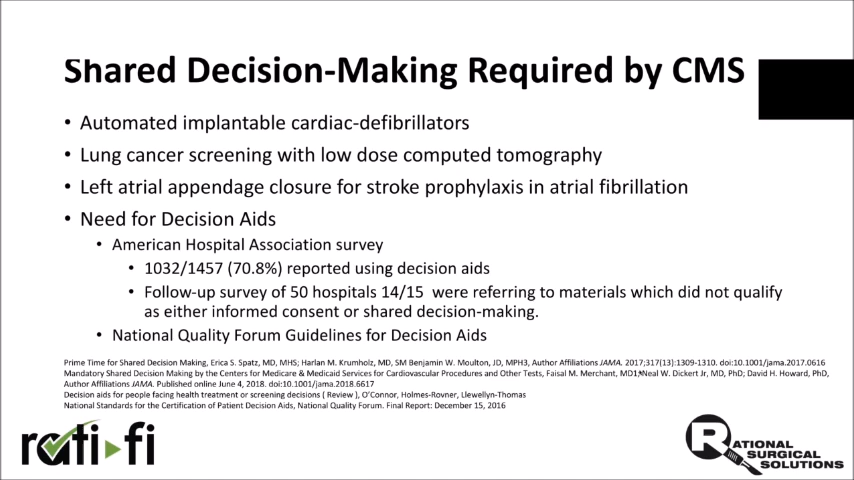 Shared Decision-Making Required by CMS
• Automated implantable cardiac-defibrillators
• Lung cancer screening with low dose computed tomography
• Left atrial appendage closure for stroke prophylaxis in atrial fibrillation
• Need for Decision Aids
• American Hospital Association survey
• 1032/1457 (70.8%) reported using decision aids
• Follow-up survey of 50 hospitals 14/15 were referring to materials which did not qualify
as either informed consent or shared decision-making.
• National Quality Forum Guidelines for Decision Aids
Prime Time for Shared Decision Making, Erica S. Spatz, MD, MHS; Harlan M. Krumholz, MD, SM Benjamin W. Moulton, JD, MPH3, Author Affiliations JAMA. 2017;317(13):1309-1310. doi:10.1001/jama.2017.0616
Mandatory Shared Decision Making by the Centers for Medicare & Medicaid Services for Cardiovascular Procedures and Other Tests, Faisal M. Merchant, MD1; Neal W. Dickert Jr, MD, PhD; David H. Howard, PhD,
Author Affiliations JAMA. Published online June 4, 2018. doi:10.1001/jama.2018.6617
Decision aids for people facing health treatment or screening decisions ( Review ), O'Connor, Holmes-Rovner, Llewellyn-Thomas
National Standards for the Certification of Patient Decision Aids, National Quality Forum. Final Report: December 15, 2016
rati-fi
RATIONAL
SURGICAL
SOLUTIONS